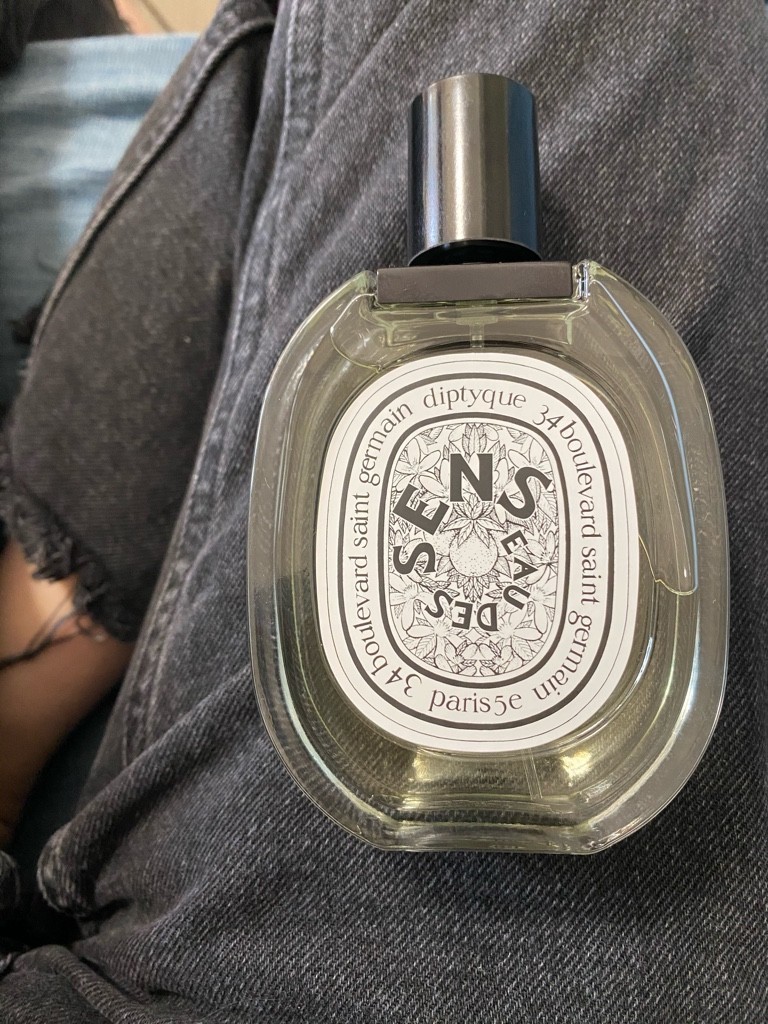 diptyque 34 boulevard saint germain paris 5e 34 boulevard saint germain
EAU DES SENS